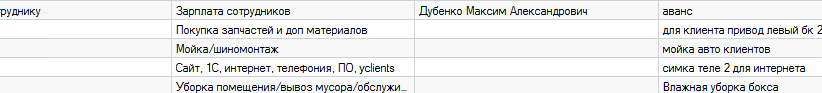 труднику Зарплата сотрудников Дубенко Максим Александрович аванс
Покупка запчастей и доп материалов для клиента привод левый бк 2
Мойка/шиномонтаж мойка авто клиентов
Сайт, 1С, интернет, телефония, ПО, yclients симка теле 2 для интернета
Уборка помещения/вывоз мусора/обслужи... Влажная уборка бокса